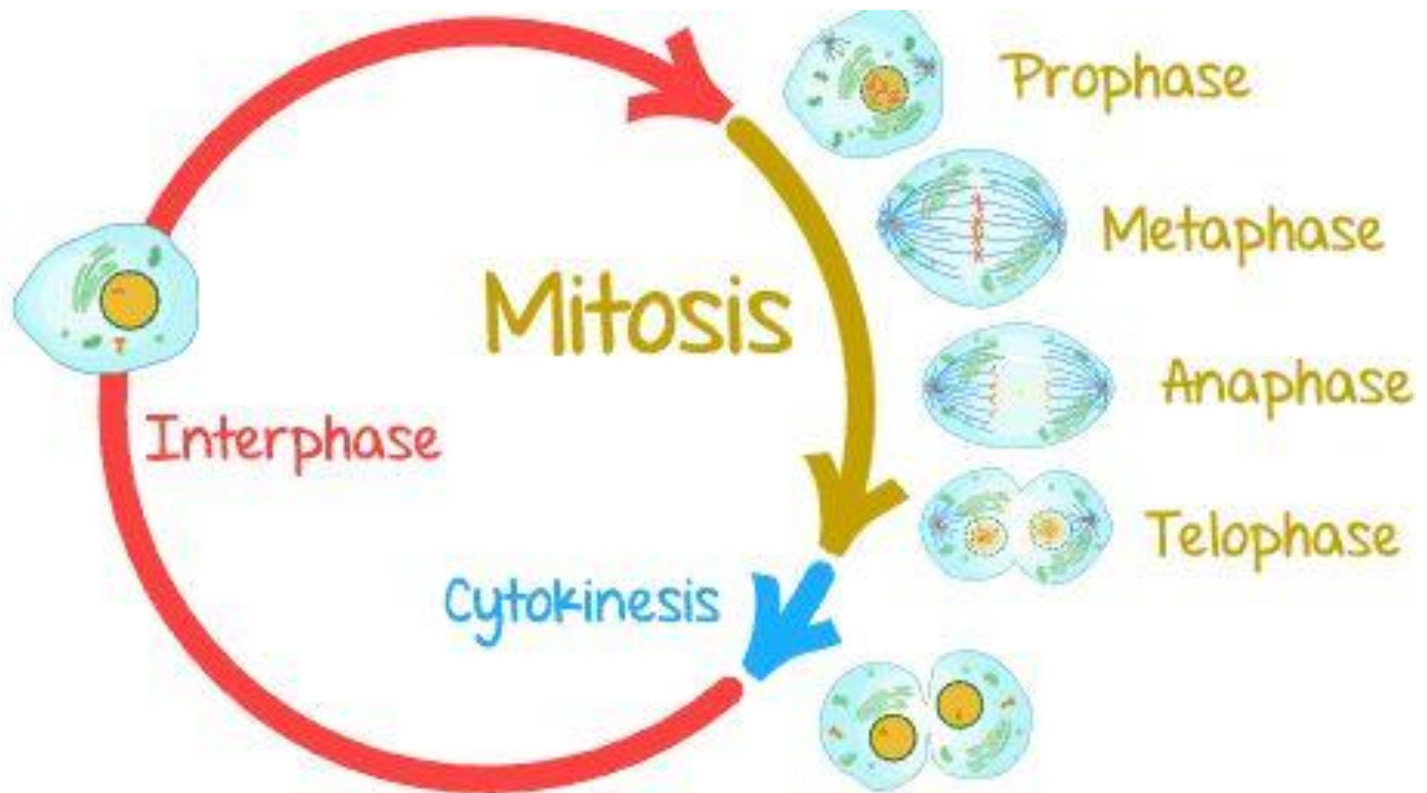 Prophase
Metaphase
Mitosis
Anaphase
Interphase
Telophase
Cytokinesis